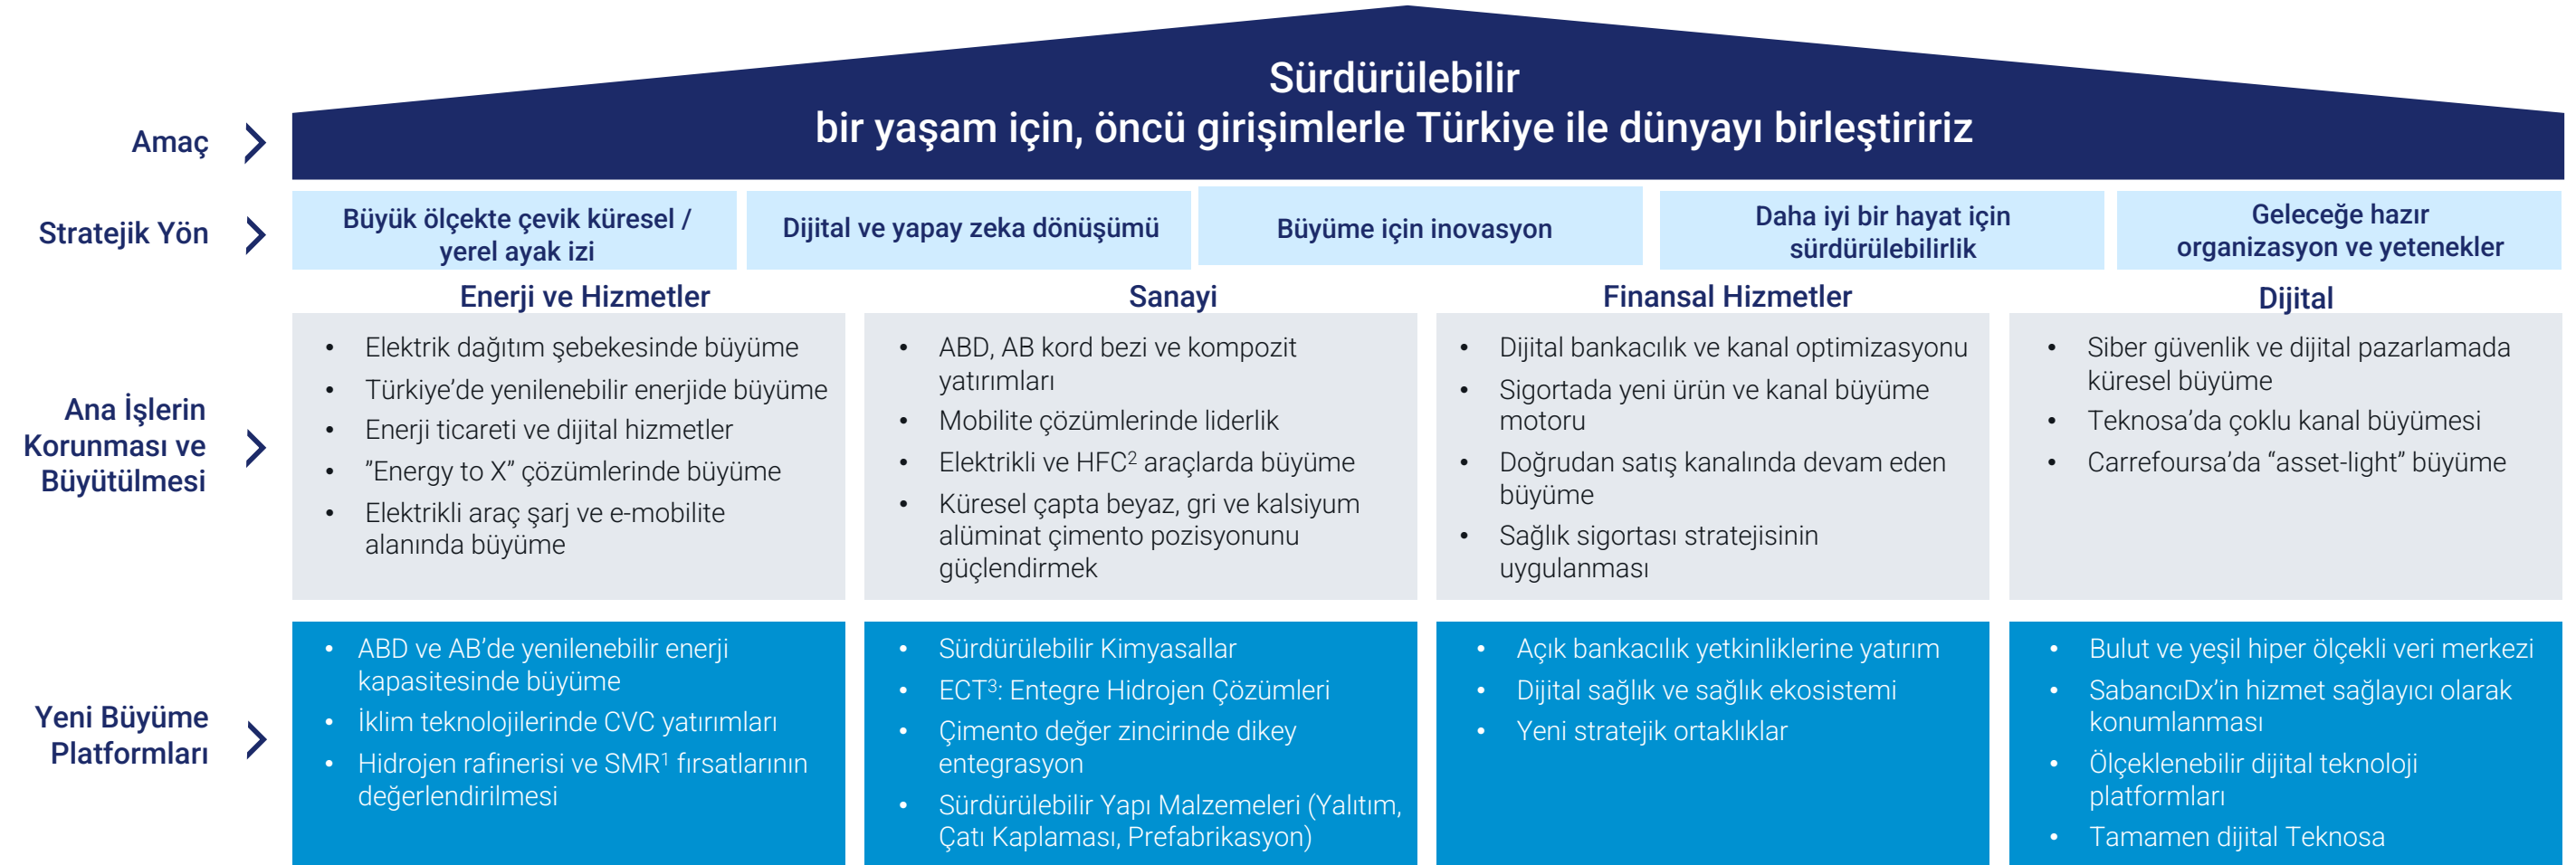 Sürdürülebilir
bir yaşam için, öncü girişimlerle Türkiye ile dünyayı birleştiririz
Amaç
Stratejik Yön
Büyük ölçekte çevik küresel /
yerel ayak izi
Dijital ve yapay zeka dönüşümü
Büyüme için inovasyon
Daha iyi bir hayat için
sürdürülebilirlik
Geleceğe hazır
organizasyon ve yetenekler
Enerji ve Hizmetler
Sanayi
Finansal Hizmetler
Dijital
Ana İşlerin
Korunması ve
Büyütülmesi
• Elektrik dağıtım şebekesinde büyüme
• Türkiye’de yenilenebilir enerjide büyüme
• Enerji ticareti ve dijital hizmetler
• ”Energy to X” çözümlerinde büyüme
• Elektrikli araç şarj ve e-mobilite
alanında büyüme
• ABD, AB kord bezi ve kompozit
yatırımları
• Mobilite çözümlerinde liderlik
• Elektrikli ve HFC² araçlarda büyüme
• Küresel çapta beyaz, gri ve kalsiyum
alüminat çimento pozisyonunu
güçlendirmek
• Dijital bankacılık ve kanal optimizasyonu
• Sigortada yeni ürün ve kanal büyüme
motoru
• Doğrudan satış kanalında devam eden
büyüme
• Sağlık sigortası stratejisinin
uygulanması
• Siber güvenlik ve dijital pazarlamada
küresel büyüme
• Teknosa’da çoklu kanal büyümesi
• Carrefoursa’da “asset-light” büyüme
Yeni Büyüme
Platformları
• ABD ve AB’de yenilenebilir enerji
kapasitesinde büyüme
• İklim teknolojilerinde CVC yatırımları
• Hidrojen rafinerisi ve SMR¹ fırsatlarının
değerlendirilmesi
• Sürdürülebilir Kimyasallar
• ECT³: Entegre Hidrojen Çözümleri
• Çimento değer zincirinde dikey
entegrasyon
• Sürdürülebilir Yapı Malzemeleri (Yalıtım,
Çatı Kaplaması, Prefabrikasyon)
• Açık bankacılık yetkinliklerine yatırım
• Dijital sağlık ve sağlık ekosistemi
• Yeni stratejik ortaklıklar
• Bulut ve yeşil hiper ölçekli veri merkezi
• SabancıDx’in hizmet sağlayıcı olarak
konumlanması
• Ölçeklenebilir dijital teknoloji
platformları
• Tamamen dijital Teknosa